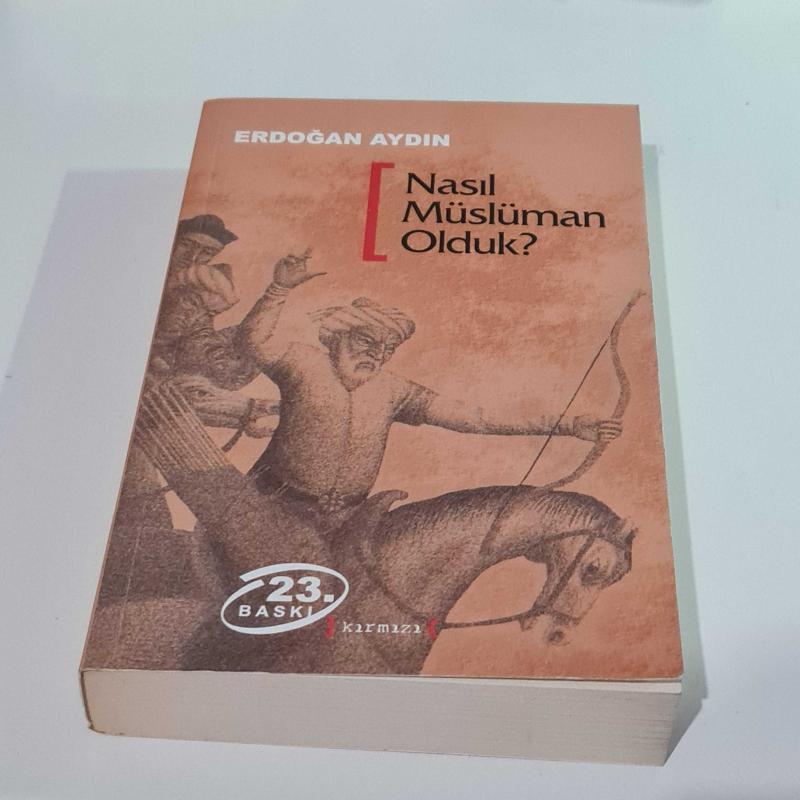 ERDOĞAN AYDIN
Nasıl
Müslüman
Olduk?
23.
BASKI
kırmızı